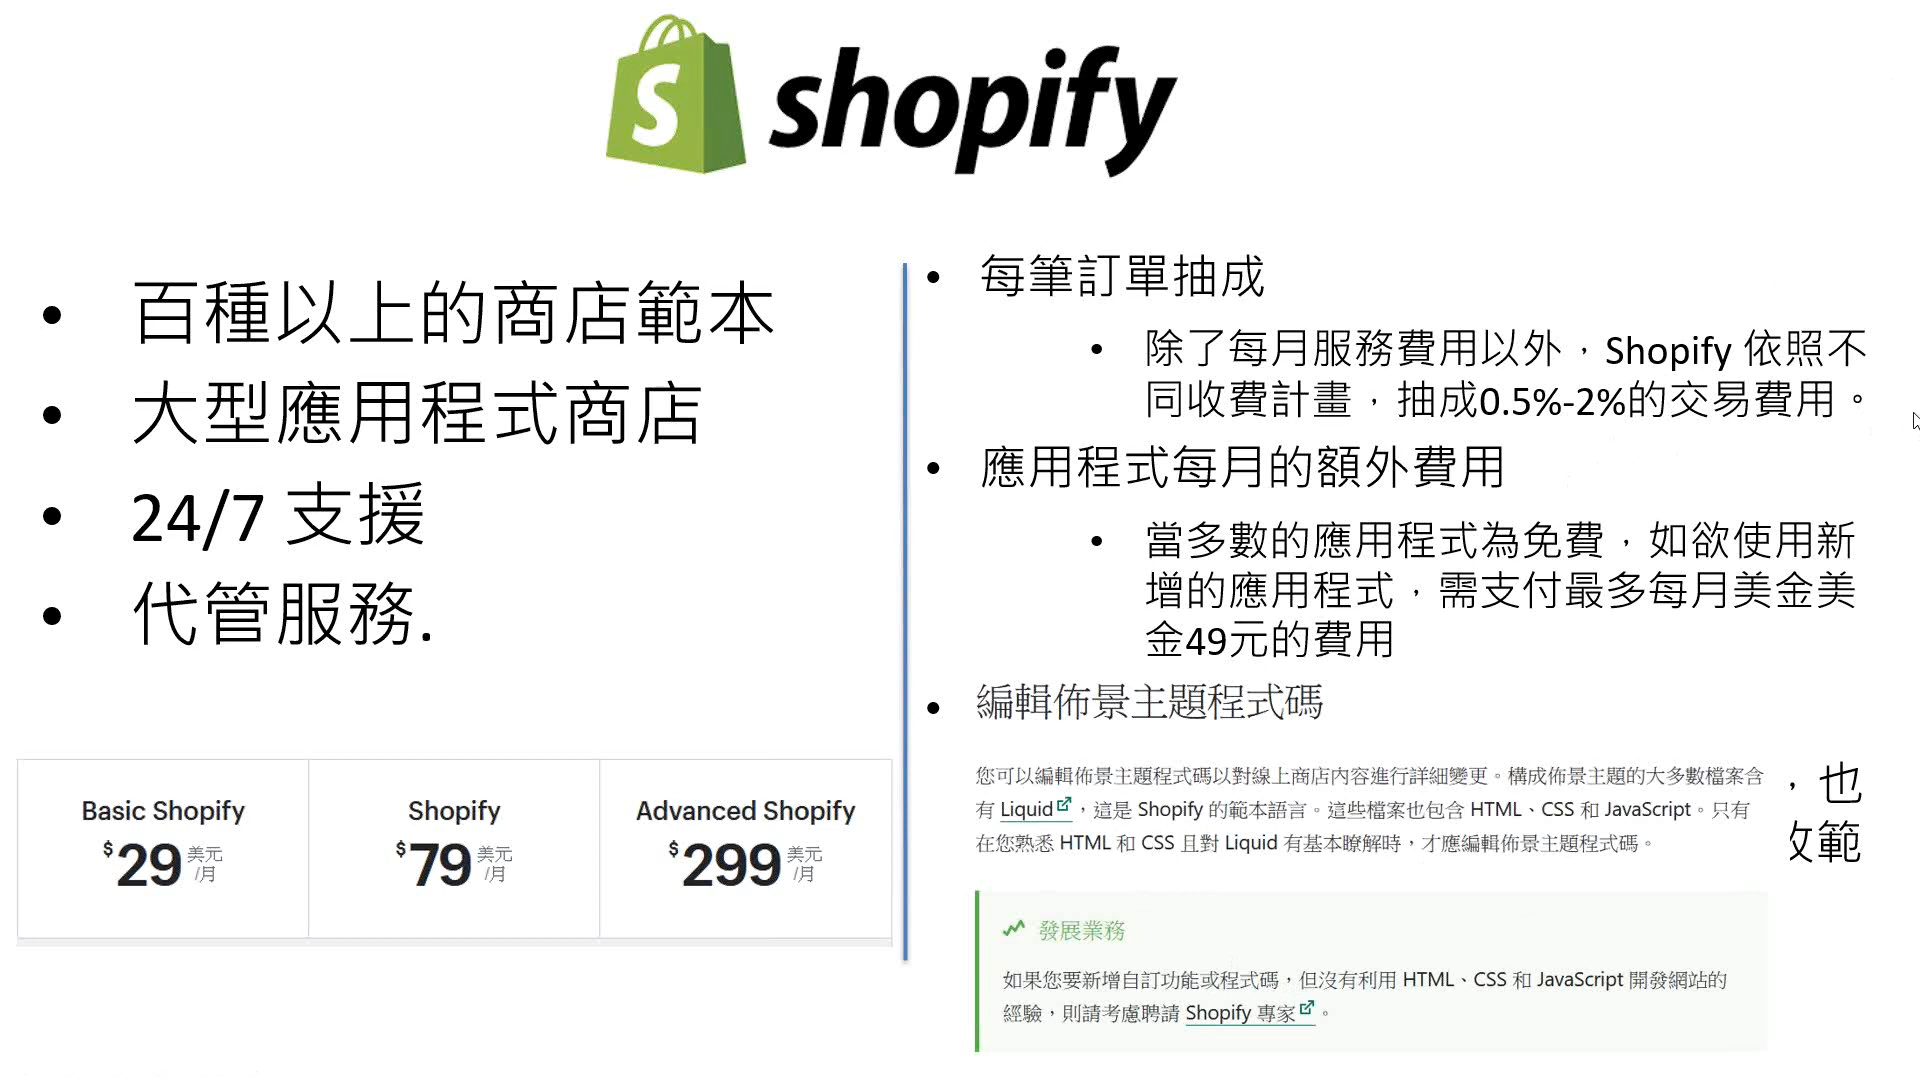 shopify
百種以上的商店範本
大型應用程式商店
24/7 支援
代管服務.
Basic Shopify
$29 美元/月
Shopify
$79 美元/月
Advanced Shopify
$299 美元/月
每筆訂單抽成
除了每月服務費用以外，Shopify 依照不
同收費計畫，抽成0.5%-2%的交易費用。
應用程式每月的額外費用
當多數的應用程式為免費，如欲使用新
增的應用程式，需支付最多每月美金美
金49元的費用
編輯佈景主題程式碼
您可以編輯佈景主題程式碼以對線上商店內容進行詳細變更。構成佈景主題的大多數檔案含
有 Liquid，這是 Shopify 的範本語言。這些檔案也包含 HTML、CSS 和 JavaScript。只有
在您熟悉 HTML 和 CSS 且對 Liquid 有基本瞭解時，才應編輯佈景主題程式碼。
，也
範
發展業務
如果您要新增自訂功能或程式碼，但沒有利用 HTML、CSS 和 JavaScript 開發網站的
經驗，則請考慮聘請 Shopify 專家。